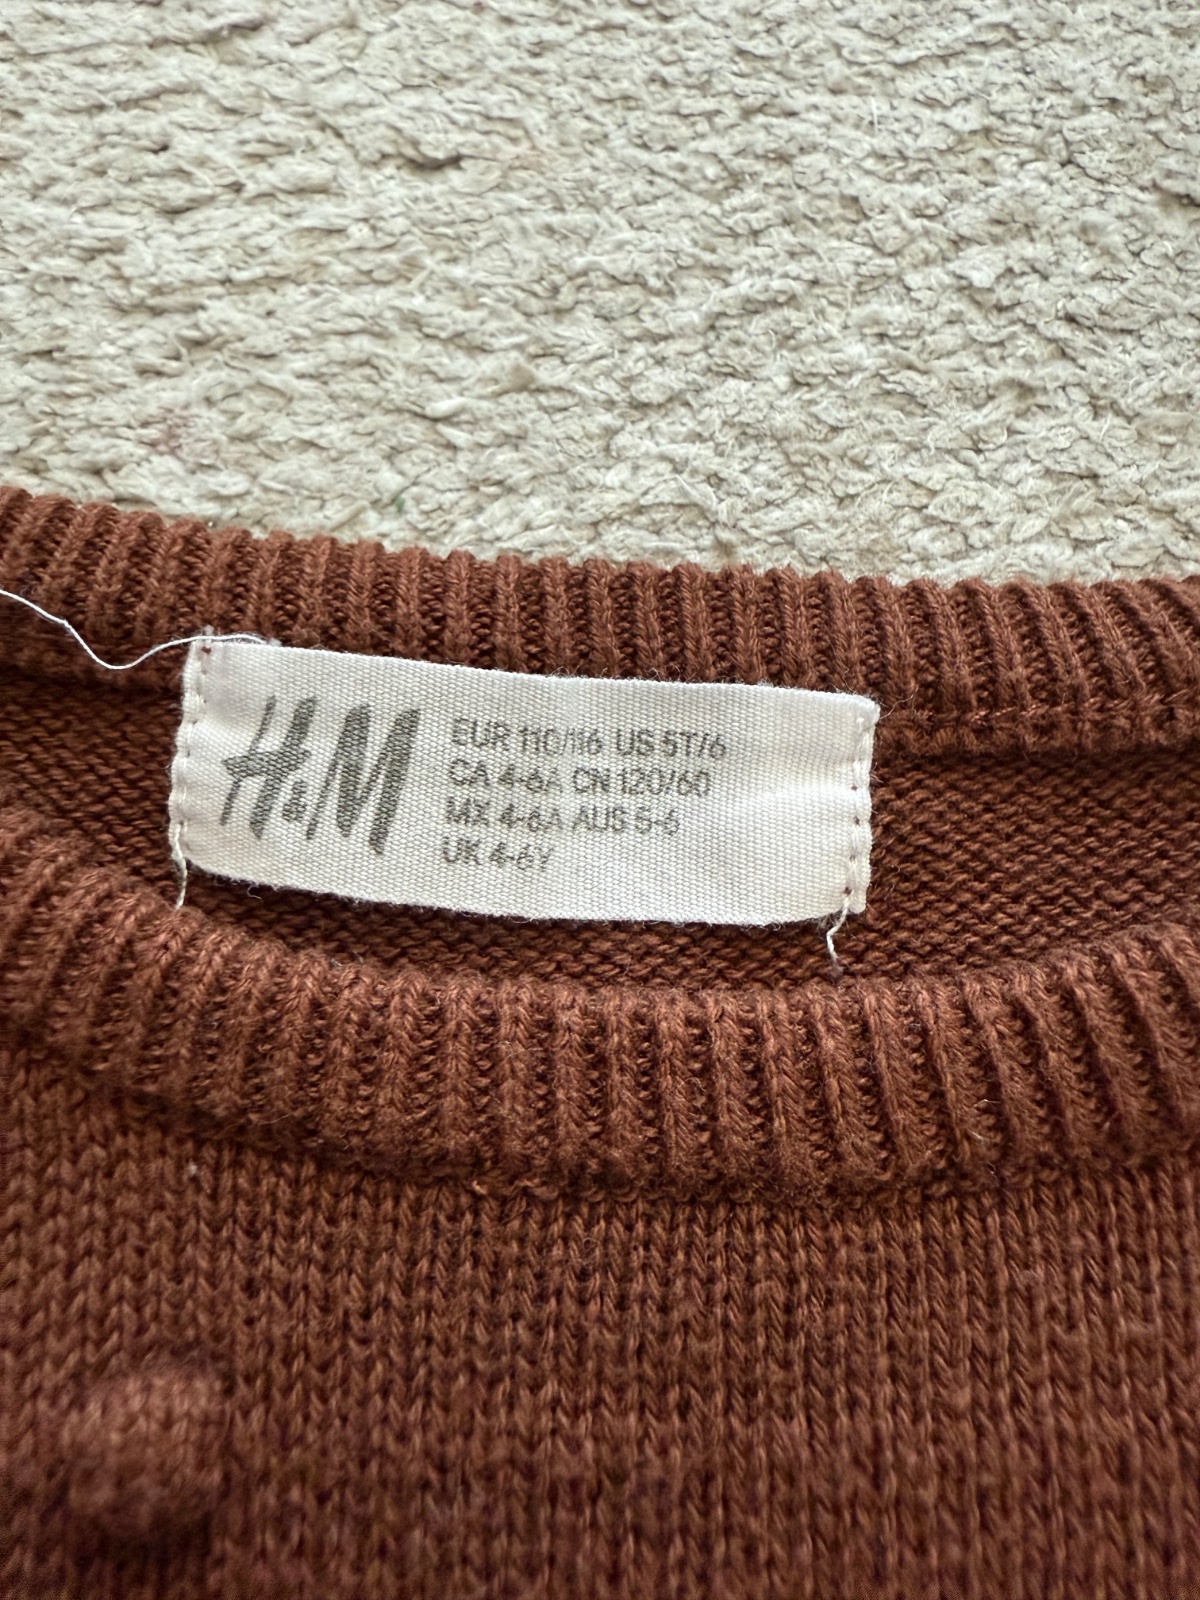 H&M
EUR 110/116 US 5T/6
CA 4-6A CN 120/60
MX 4-6A AUS 5-6
UK 4-6Y